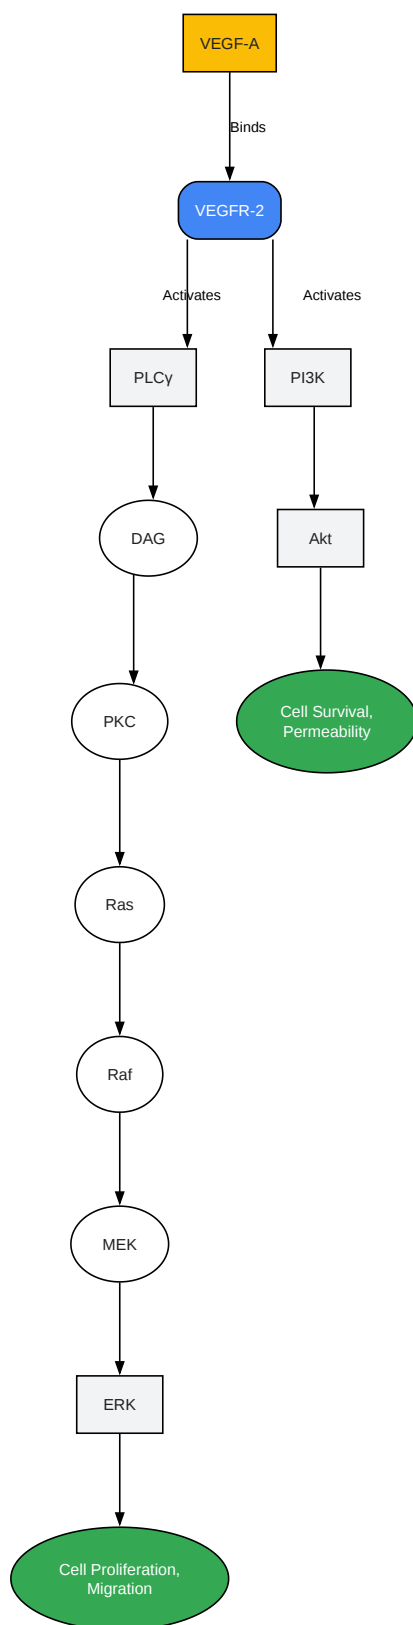 VEGF-A
Binds
VEGFR-2
Activates
Activates
PLCγ
PI3K
DAG
Akt
PKC
Cell Survival,
Permeability
Ras
Raf
MEK
ERK
Cell Proliferation,
Migration